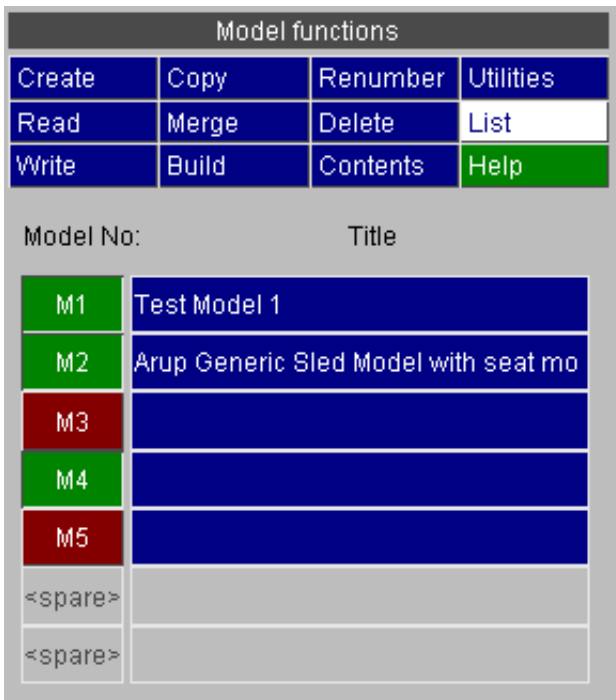 Model functions
Create Copy Renumber Utilities
Read Merge Delete List
Write Build Contents Help
Model No: Title
M1 Test Model 1
M2 Arup Generic Sled Model with seat mo
M3
M4
M5
<spare>
<spare>